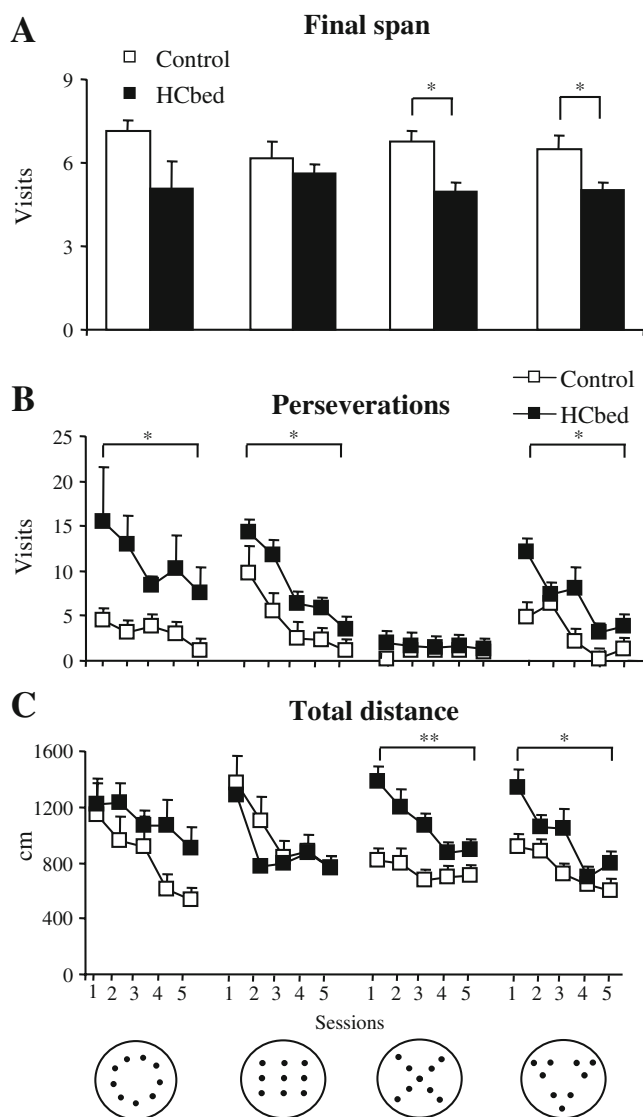 A Final span
Control
HCbed
9
6
3
0
Visits
* *
B Perseverations
Control
HCbed
25
20
15
10
5
0
Visits
* * *
C Total distance
1600
1200
800
400
0
cm
** *
1 2 3 4 5 1 2 3 4 5 1 2 3 4 5 1 2 3 4 5
Sessions